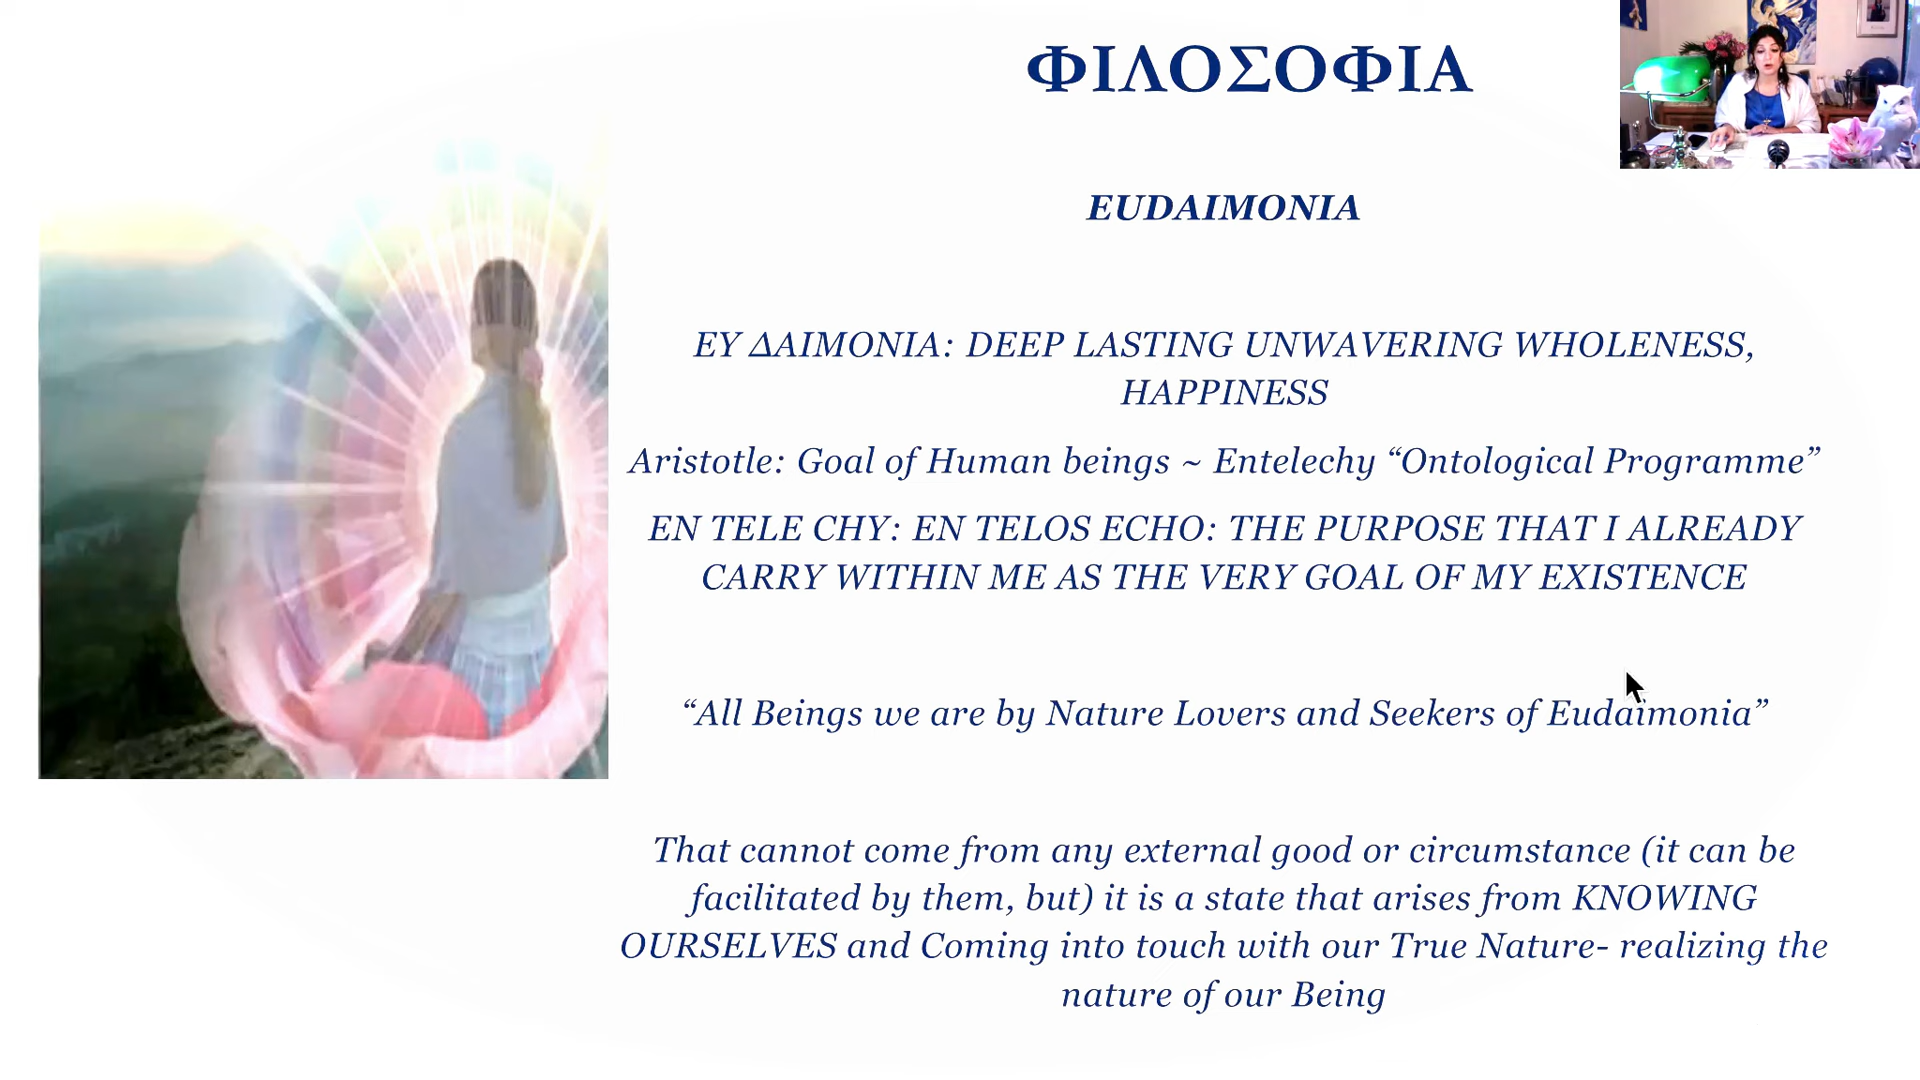 ΦΙΛΟΣΟΦΙΑ
EUDAIMONIA
ΕΥ ΔΑΙΜΟΝΙΑ: DEEP LASTING UNWAVERING WHOLENESS,
HAPPINESS
Aristotle: Goal of Human beings ~ Entelechy “Ontological Programme”
EN TELE CHY: EN TELOS ECHO: THE PURPOSE THAT I ALREADY
CARRY WITHIN ME AS THE VERY GOAL OF MY EXISTENCE
“All Beings we are by Nature Lovers and Seekers of Eudaimonia”
That cannot come from any external good or circumstance (it can be
facilitated by them, but) it is a state that arises from KNOWING
OURSELVES and Coming into touch with our True Nature- realizing the
nature of our Being